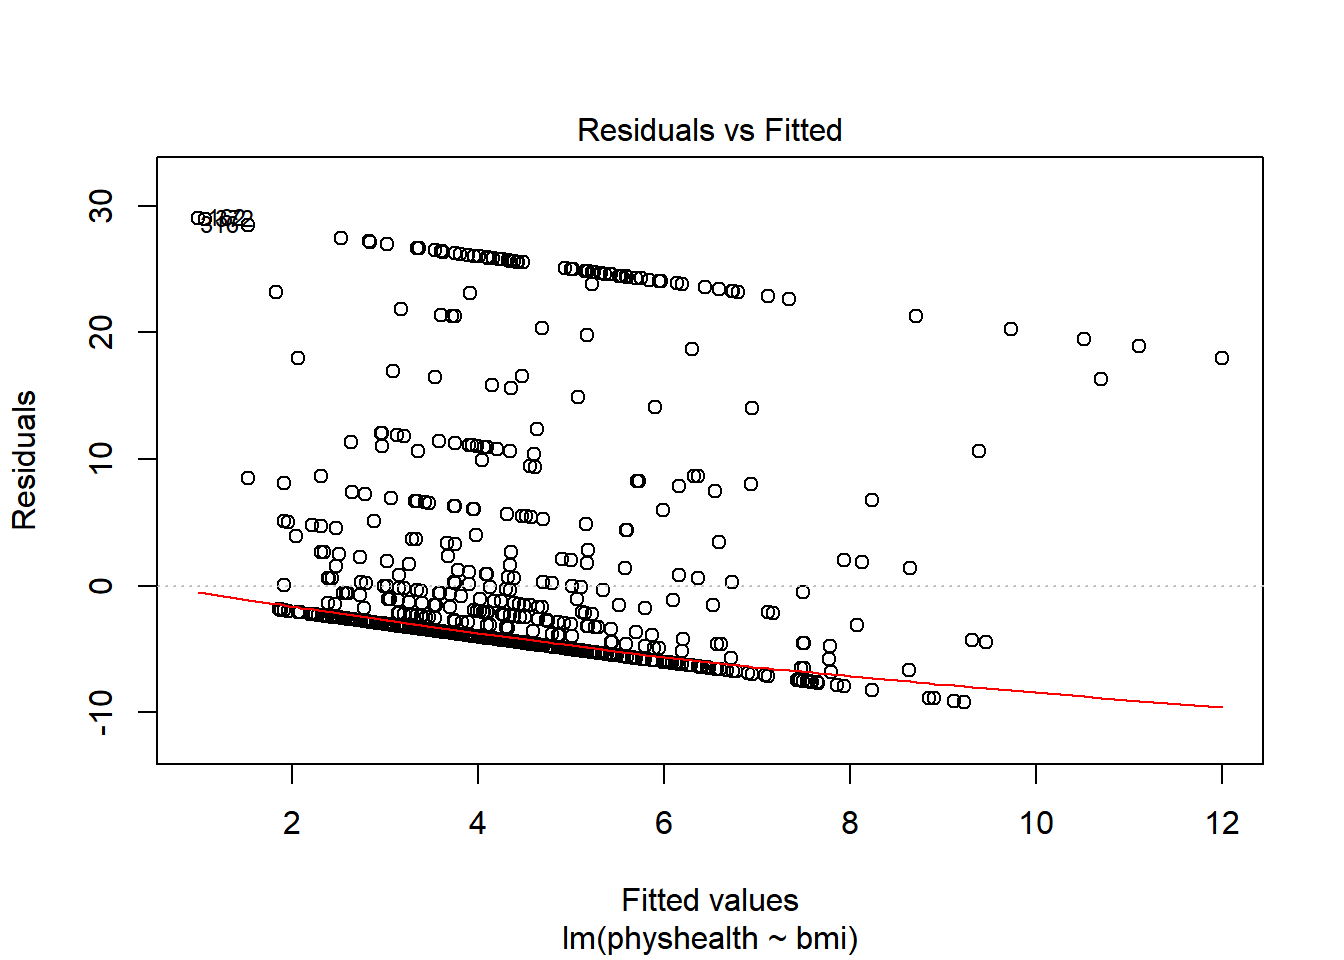 Residuals vs Fitted
Residuals
30
20
10
0
-10
2 4 6 8 10 12
Fitted values
lm(physhealth ~ bmi)